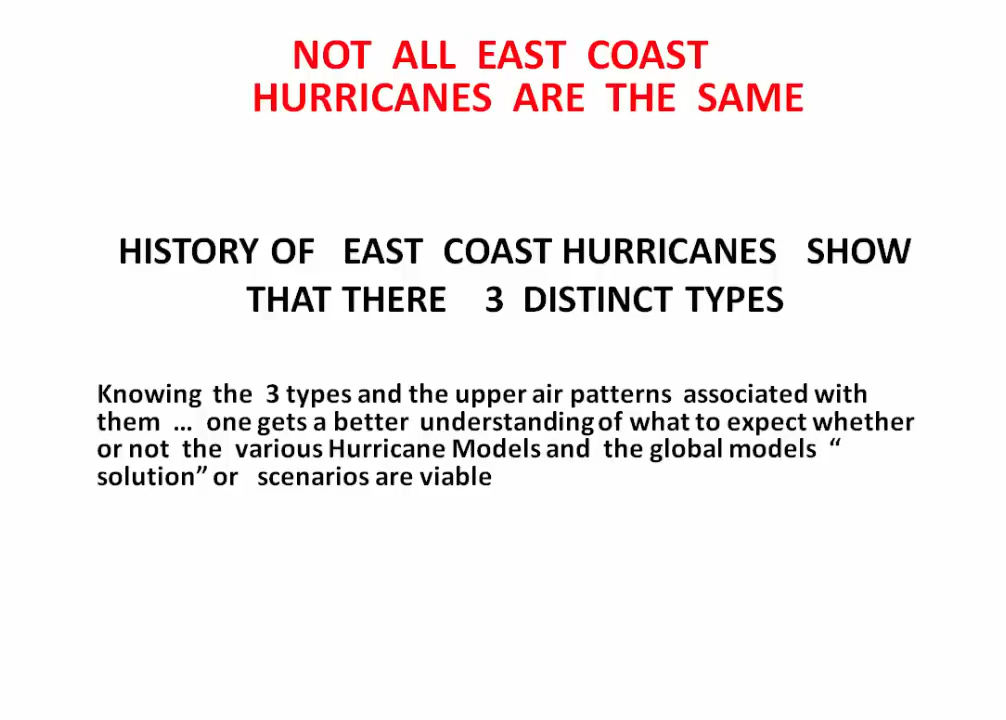 NOT ALL EAST COAST
HURRICANES ARE THE SAME
HISTORY OF EAST COAST HURRICANES SHOW
THAT THERE 3 DISTINCT TYPES
Knowing the 3 types and the upper air patterns associated with
them ... one gets a better understanding of what to expect whether
or not the various Hurricane Models and the global models “
solution” or scenarios are viable